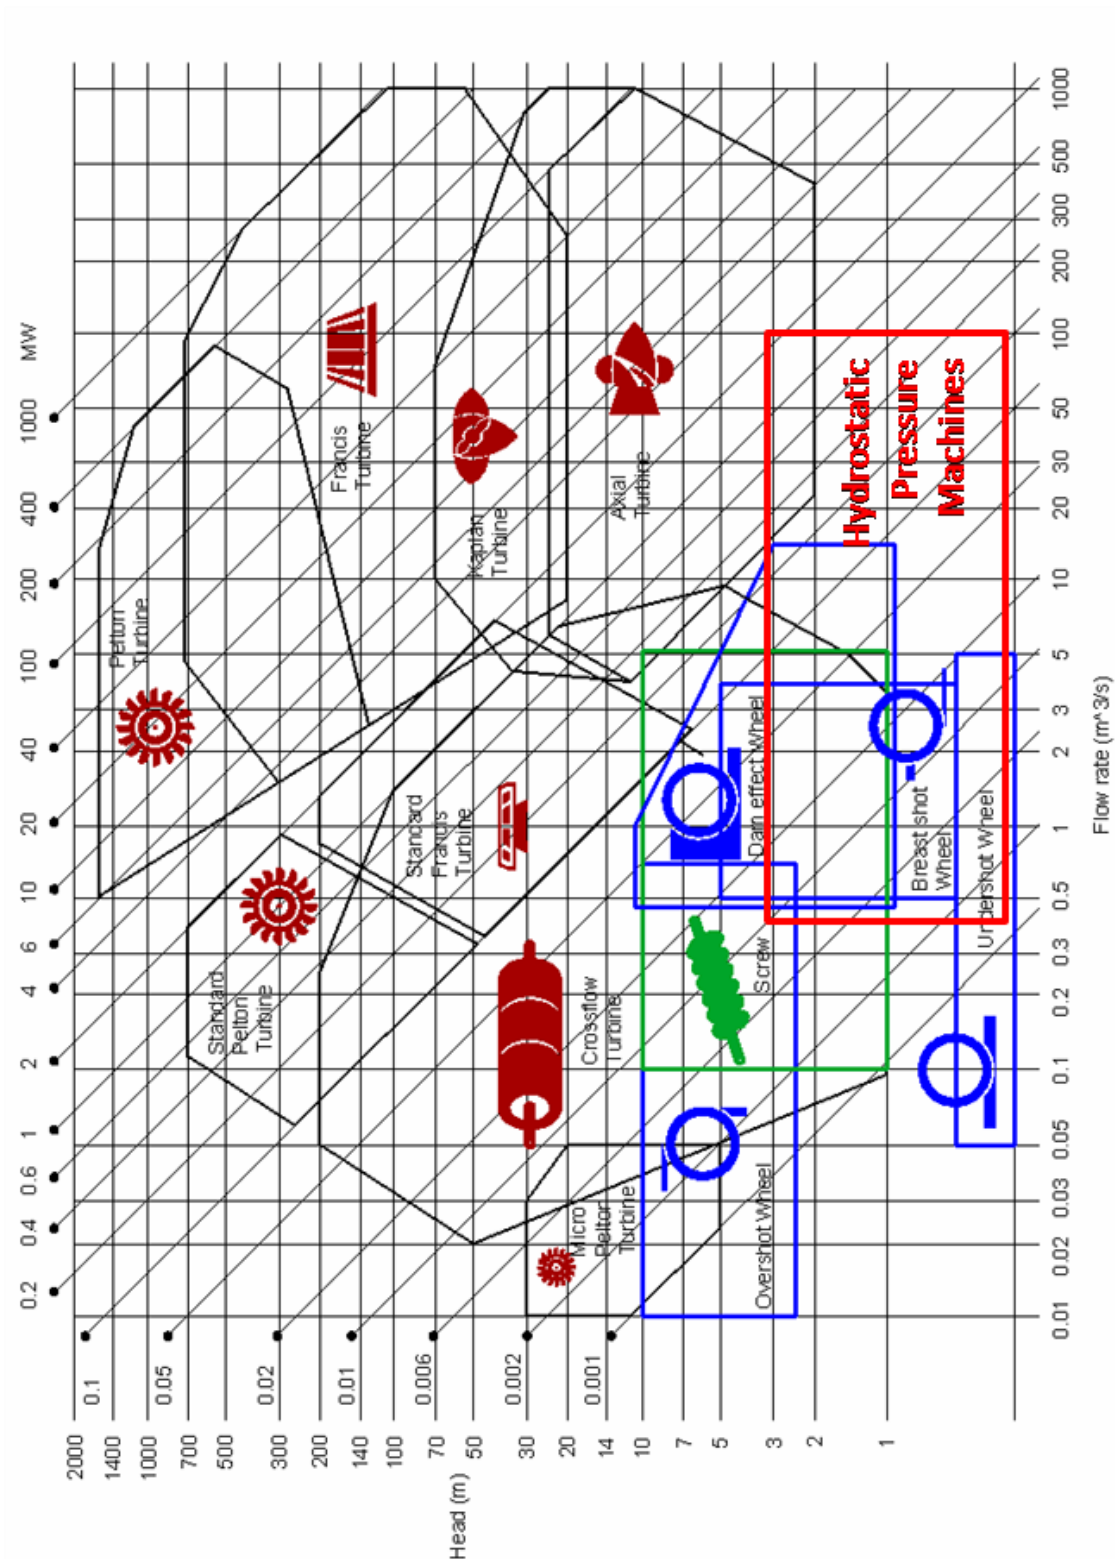 MW
0.2
0.4
0.6
1
2
4
6
10
20
40
100
200
400
1000
0.1
0.05
0.02
0.01
0.006
0.002
0.001
Pelton
Turbine
Francis
Turbine
Kaplan
Turbine
Axial
Turbine
Standard
Pelton
Turbine
Stancard
Francis
Turbine
Crossflow
Turbine
Micro
Pelton
Turbine
Dam effect Wheel
Screw
Overshot Wheel
Breast shot
Wheel
Undershot Wheel
Hydrostatic
Pressure
Machines
2000
1400
1000
700
500
300
200
140
100
70
50
30
20
14
10
7
5
3
2
1
Head (m)
0.01
0.02
0.03
0.05
0.1
0.2
0.3
0.5
1
2
3
5
10
20
30
50
100
200
300
500
1000
Flow rate (m^3/s)